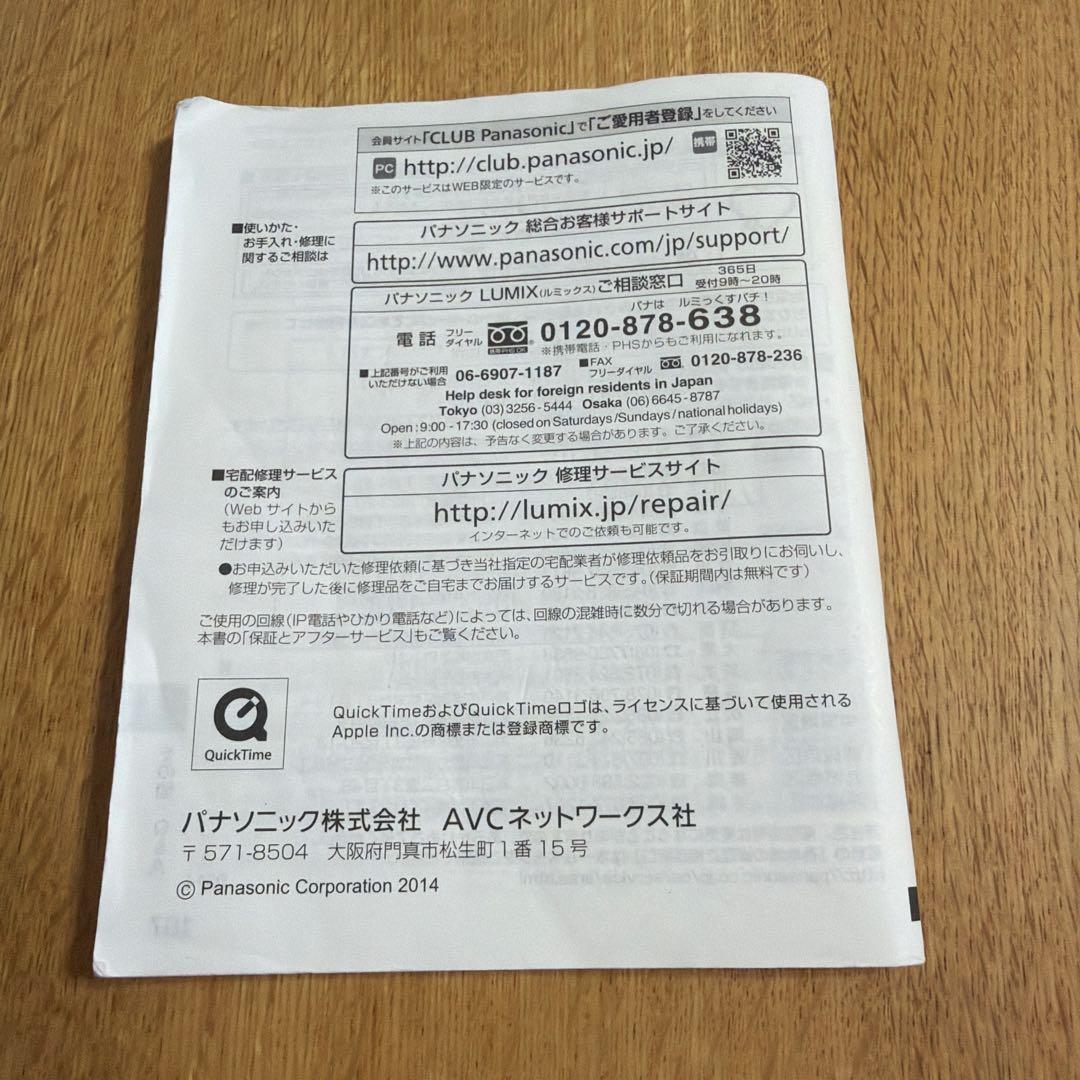 会員サイト「CLUB Panasonic」で「ご愛用者登録」をしてください
PC http://club.panasonic.jp/ 携帯
※このサービスはWEB限定のサービスです。
■使いかた・
お手入れ・修理に
関するご相談は
パナソニック 総合お客様サポートサイト
http://www.panasonic.com/jp/support/
パナソニック LUMIX(ルミックス)ご相談窓口 365日
受付9時〜20時
パナは ルミっくすパチ！
電話 フリーダイヤル 0120-878-638
携帯・PHS OK
※携帯電話・PHSからもご利用になれます。
■上記番号がご利用
いただけない場合 06-6907-1187
■FAX
フリーダイヤル 0120-878-236
Help desk for foreign residents in Japan
Tokyo (03) 3256-5444 Osaka (06) 6645-8787
Open : 9:00 - 17:30 (closed on Saturdays /Sundays / national holidays)
※上記の内容は、予告なく変更する場合があります。ご了承ください。
■宅配修理サービス
のご案内
(Web サイトから
もお申し込みいた
だけます)
パナソニック 修理サービスサイト
http://lumix.jp/repair/
インターネットでのご依頼も可能です。
●お申込みいただいた修理依頼に基づき当社指定の宅配業者が修理依頼品をお引取りにお伺いし、
修理が完了した後に修理品をご自宅までお届けするサービスです。(保証期間内は無料です)
ご使用の回線(IP電話やひかり電話など)によっては、回線の混雑時に数分で切れる場合があります。
本書の「保証とアフターサービス」もご覧ください。
QuickTime
QuickTimeおよびQuickTimeロゴは、ライセンスに基づいて使用される
Apple Inc.の商標または登録商標です。
パナソニック株式会社 AVCネットワークス社
〒571-8504 大阪府門真市松生町1番15号
© Panasonic Corporation 2014